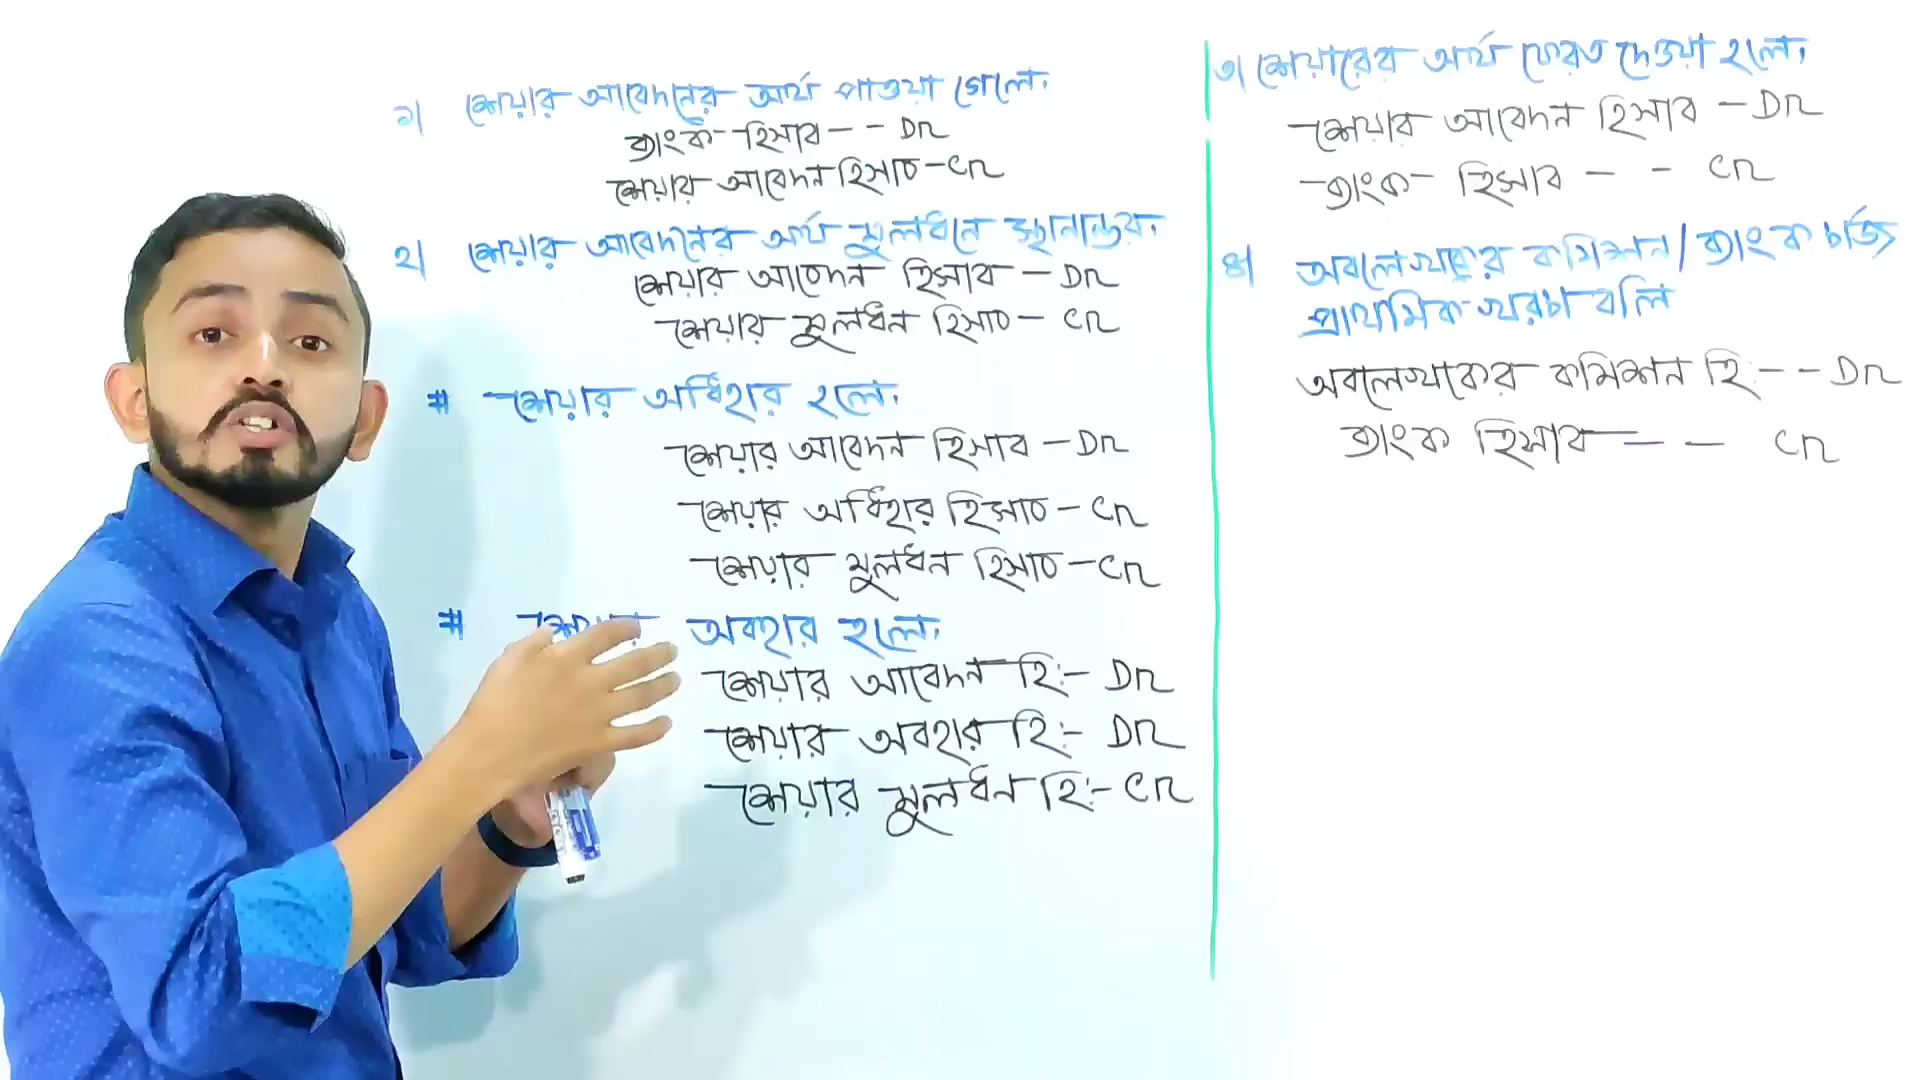 ১। শেয়ার আবেদনের অর্থ পাওয়া গেলে,
ব্যাংক হিসাব -- Dr
শেয়ার আবেদন হিসাব - Cr
২। শেয়ার আবেদনের অর্থ মূলধনে স্থানান্তর,
শেয়ার আবেদন হিসাব - Dr
শেয়ার মূলধন হিসাব - Cr
# শেয়ার অধিহার হলে,
শেয়ার আবেদন হিসাব - Dr
শেয়ার অধিহার হিসাব - Cr
শেয়ার মূলধন হিসাব - Cr
# শেয়ার অবহার হলে,
শেয়ার আবেদন হি:- Dr
শেয়ার অবহার হি:- Dr
শেয়ার মূলধন হি:- Cr
৩। শেয়ারের অর্থ ফেরত দেওয়া হলে,
শেয়ার আবেদন হিসাব - Dr
ব্যাংক হিসাব - - Cr
৪। অবলেখকের কমিশন / ব্যাংক চার্জ
প্রাথমিক খরচাবলি
অবলেখকের কমিশন হি:-- Dr
ব্যাংক হিসাব - - Cr